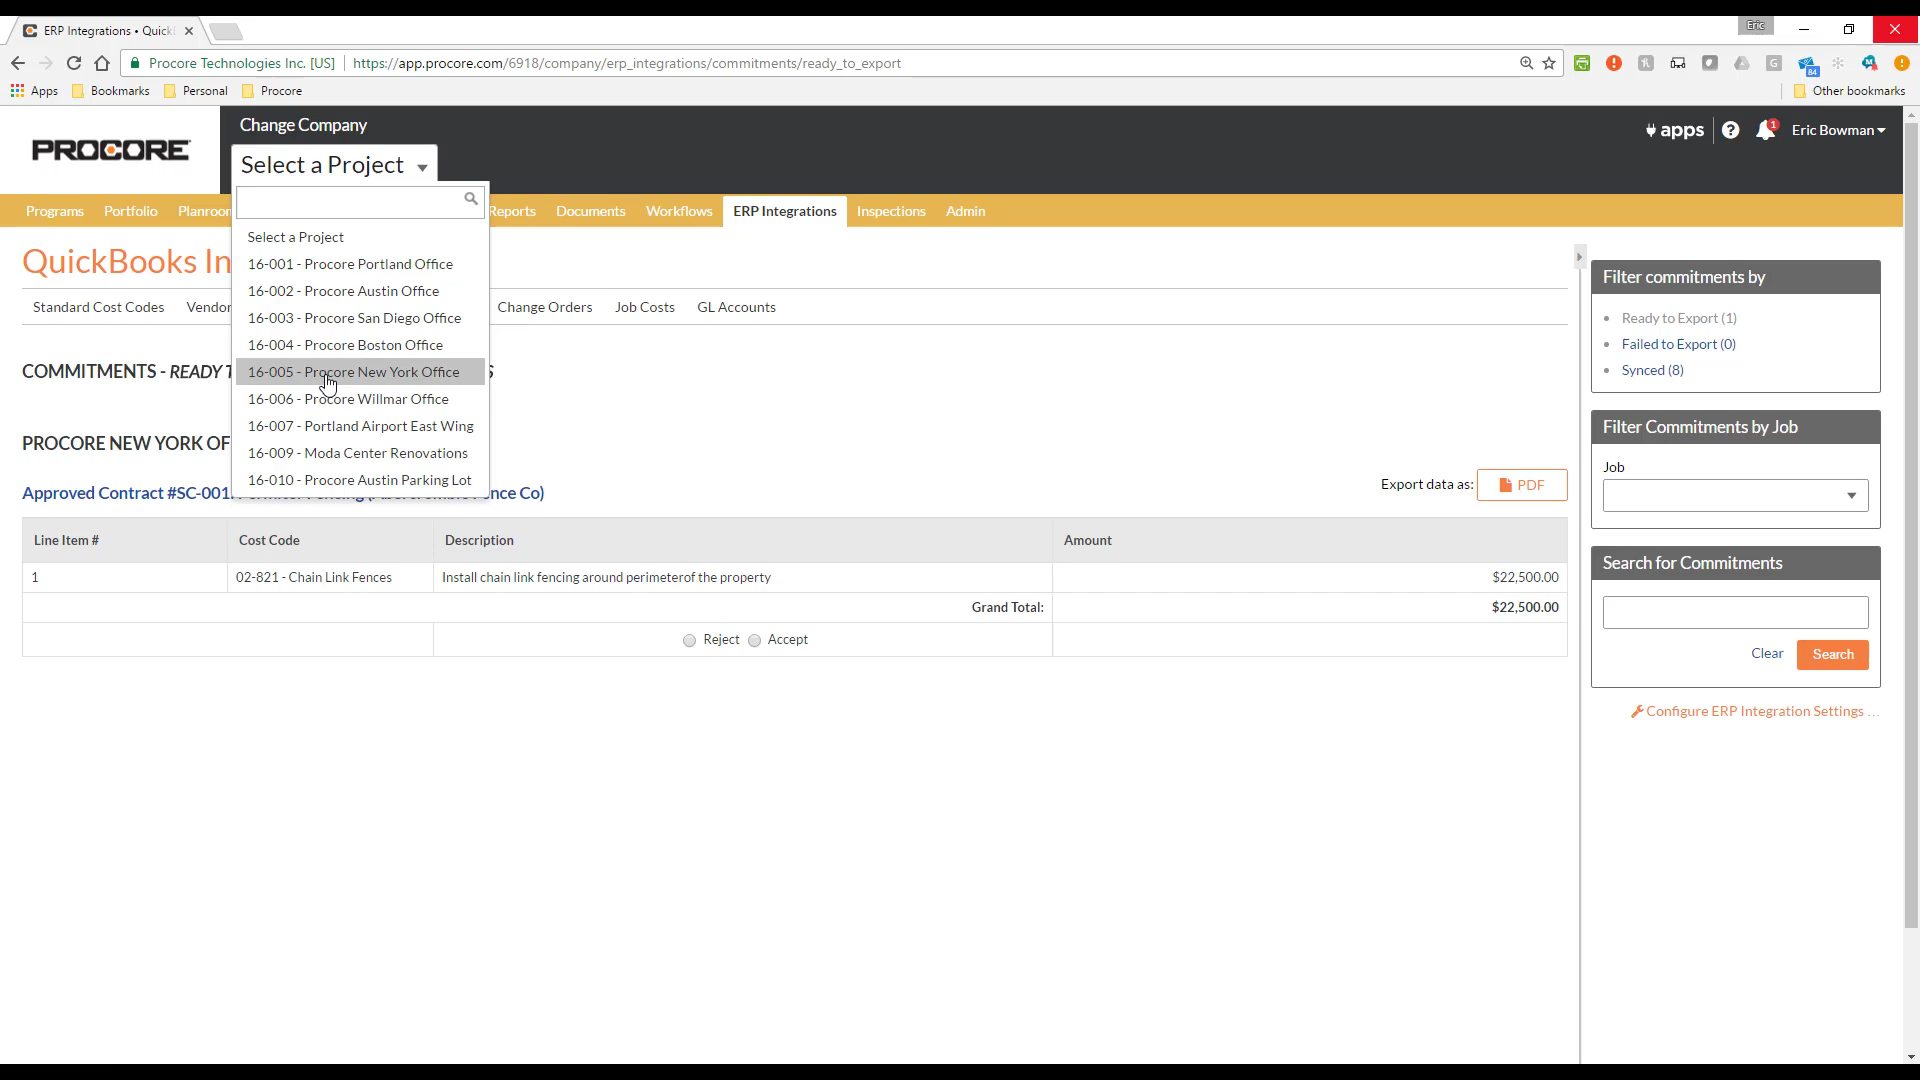 ERP Integrations • Quick
Eric
Procore Technologies Inc. [US]
https://app.procore.com/6918/company/erp_integrations/commitments/ready_to_export
84
Apps
Bookmarks
Personal
Procore
Other bookmarks
PROCORE
Change Company
Select a Project
apps
?
1
Eric Bowman
Programs
Portfolio
Planroom
Reports
Documents
Workflows
ERP Integrations
Inspections
Admin
Select a Project
16-001 - Procore Portland Office
16-002 - Procore Austin Office
16-003 - Procore San Diego Office
16-004 - Procore Boston Office
16-005 - Procore New York Office
16-006 - Procore Willmar Office
16-007 - Portland Airport East Wing
16-009 - Moda Center Renovations
16-010 - Procore Austin Parking Lot
QuickBooks In
Standard Cost Codes
Vendor
Change Orders
Job Costs
GL Accounts
COMMITMENTS - READY T
PROCORE NEW YORK OF
Approved Contract #SC-001
nce Co)
Export data as:
PDF
Line Item #
Cost Code
Description
Amount
1
02-821 - Chain Link Fences
Install chain link fencing around perimeterof the property
$22,500.00
Grand Total:
$22,500.00
Reject
Accept
Filter commitments by
Ready to Export (1)
Failed to Export (0)
Synced (8)
Filter Commitments by Job
Job
Search for Commitments
Clear
Search
Configure ERP Integration Settings ...